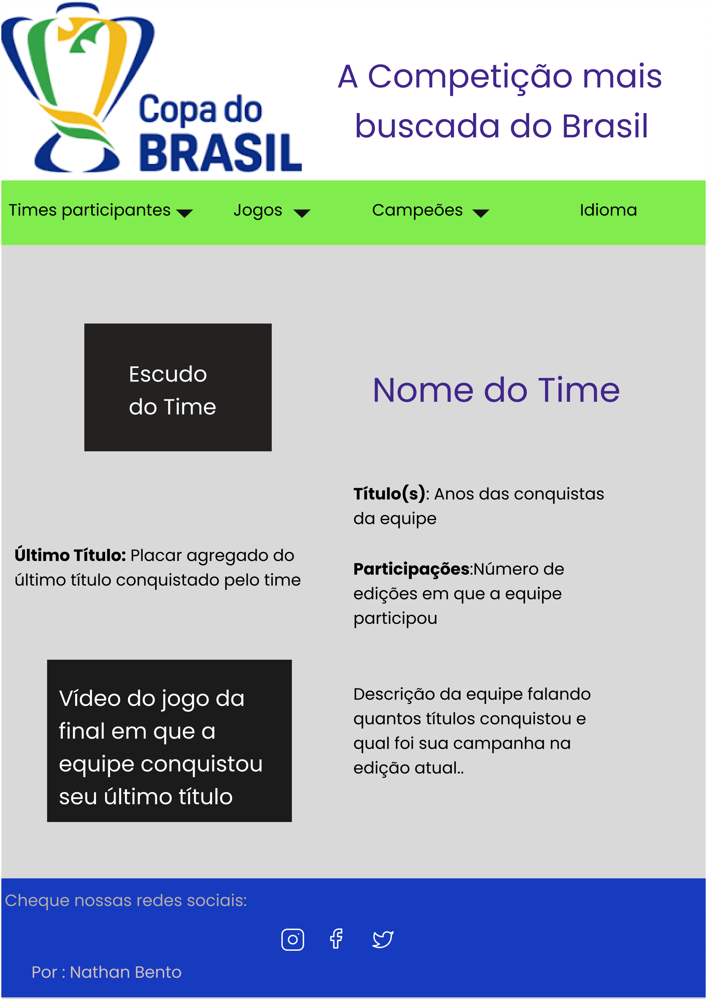 Copa do
BRASIL
A Competição mais
buscada do Brasil
Times participantes
Jogos
Campeões
Idioma
Escudo
do Time
Nome do Time
Título(s): Anos das conquistas
da equipe
Último Título: Placar agregado do
último título conquistado pelo time
Participações:Número de
edições em que a equipe
participou
Vídeo do jogo da
final em que a
equipe conquistou
seu último título
Descrição da equipe falando
quantos títulos conquistou e
qual foi sua campanha na
edição atual..
Cheque nossas redes sociais:
Por : Nathan Bento